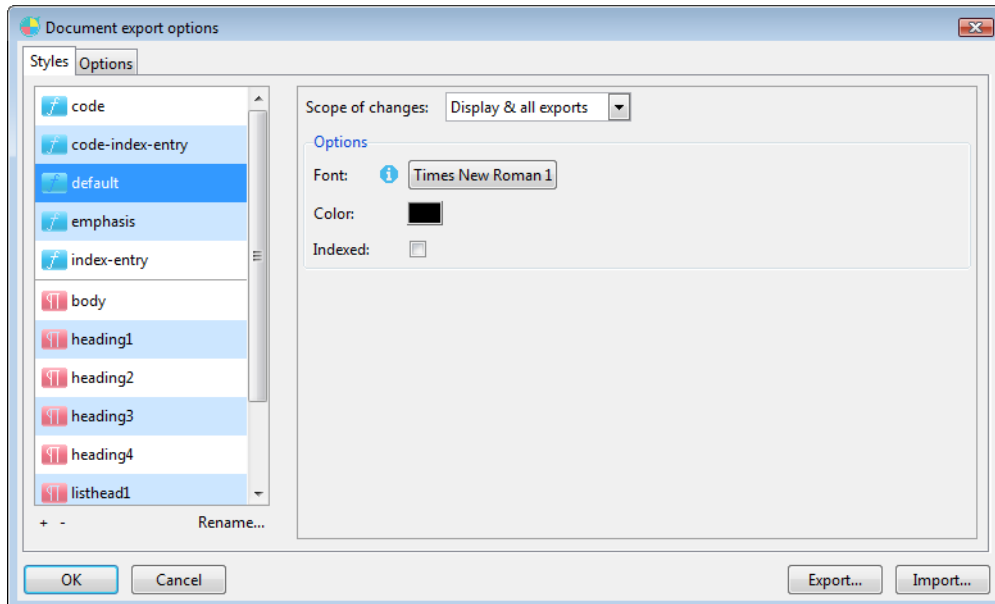 Document export options
Styles
Options
code
code-index-entry
default
emphasis
index-entry
body
heading1
heading2
heading3
heading4
listhead1
+ -
Rename...
Scope of changes: Display & all exports
Options
Font: Times New Roman 1
Color:
Indexed:
OK
Cancel
Export...
Import...